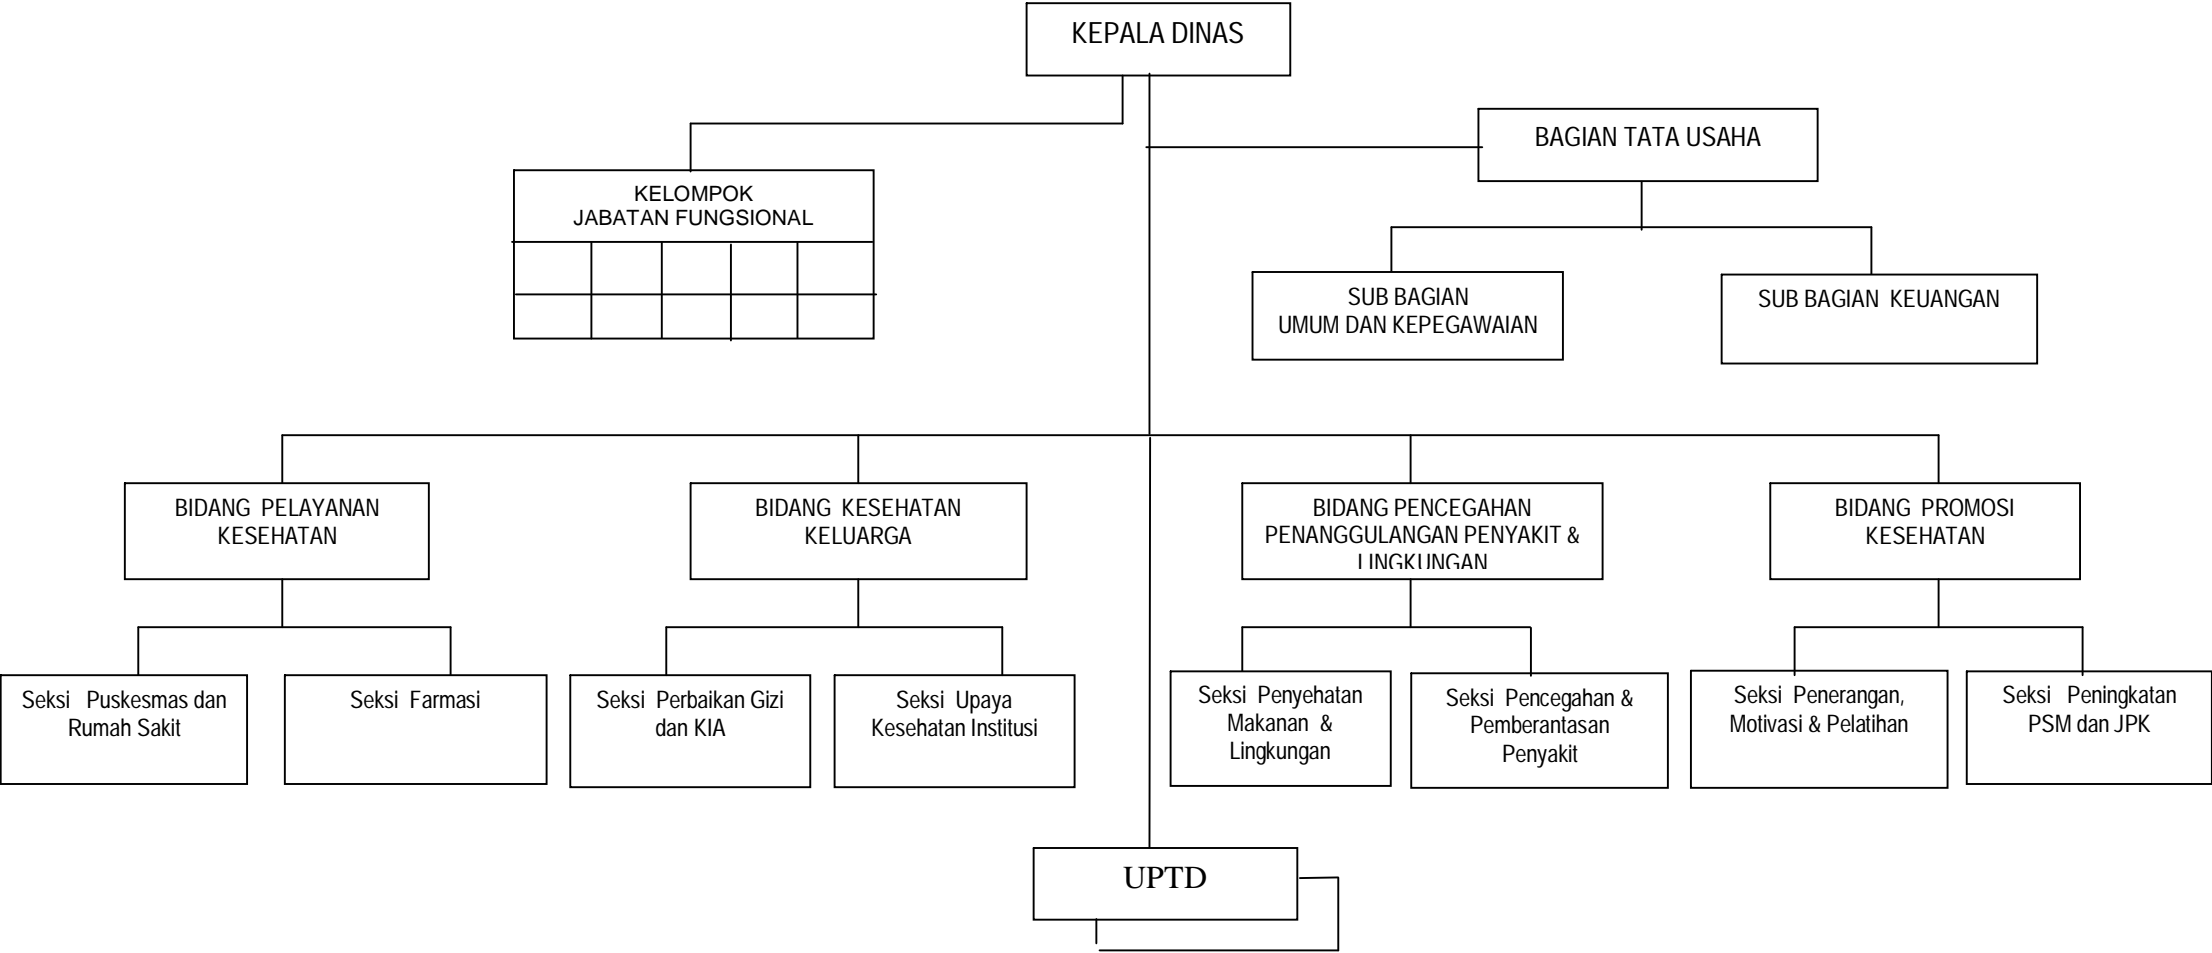 KEPALA DINAS
BAGIAN TATA USAHA
KELOMPOK
JABATAN FUNGSIONAL
SUB BAGIAN
UMUM DAN KEPEGAWAIAN
SUB BAGIAN KEUANGAN
BIDANG PELAYANAN
KESEHATAN
BIDANG KESEHATAN
KELUARGA
BIDANG PENCEGAHAN
PENANGGULANGAN PENYAKIT &
LINGKUNGAN
BIDANG PROMOSI
KESEHATAN
Seksi Puskesmas dan
Rumah Sakit
Seksi Farmasi
Seksi Perbaikan Gizi
dan KIA
Seksi Upaya
Kesehatan Institusi
Seksi Penyehatan
Makanan &
Lingkungan
Seksi Pencegahan &
Pemberantasan
Penyakit
Seksi Penerangan,
Motivasi & Pelatihan
Seksi Peningkatan
PSM dan JPK
UPTD